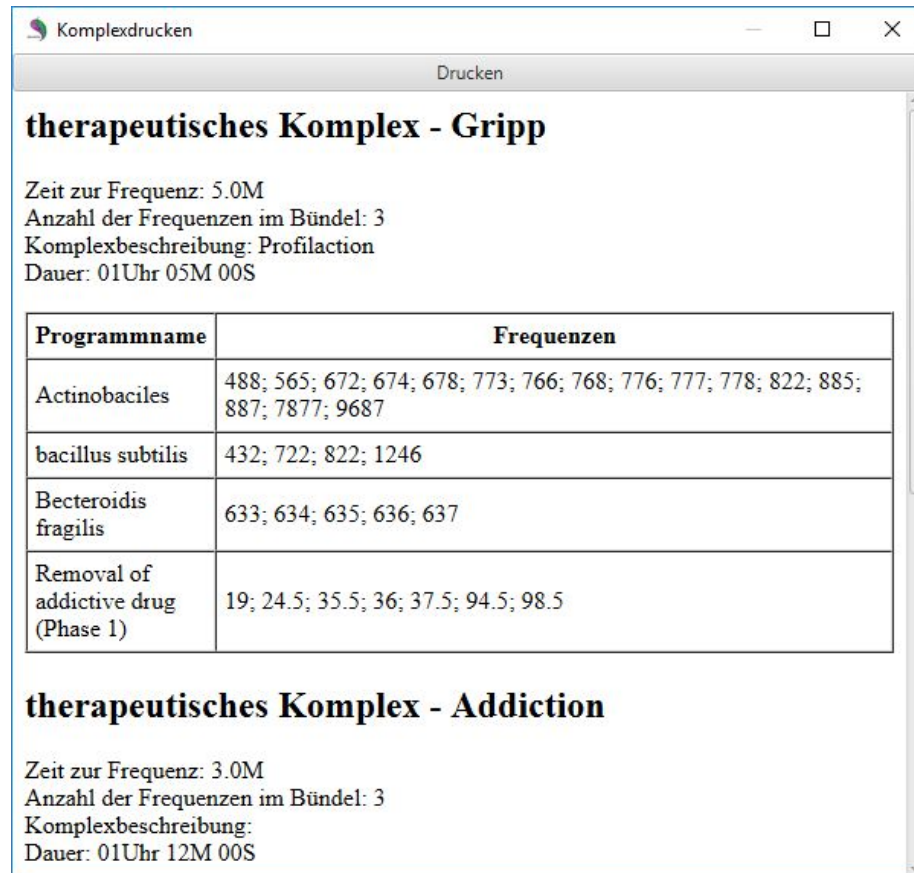 Komplexdrucken
Drucken
therapeutisches Komplex - Gripp
Zeit zur Frequenz: 5.0M
Anzahl der Frequenzen im Bündel: 3
Komplexbeschreibung: Profilaction
Dauer: 01Uhr 05M 00S
Programmname Frequenzen
Actinobaciles 488; 565; 672; 674; 678; 773; 766; 768; 776; 777; 778; 822; 885;
887; 7877; 9687
bacillus subtilis 432; 722; 822; 1246
Becteroidis
fragilis
633; 634; 635; 636; 637
Removal of
addictive drug
(Phase 1)
19; 24.5; 35.5; 36; 37.5; 94.5; 98.5
therapeutisches Komplex - Addiction
Zeit zur Frequenz: 3.0M
Anzahl der Frequenzen im Bündel: 3
Komplexbeschreibung:
Dauer: 01Uhr 12M 00S